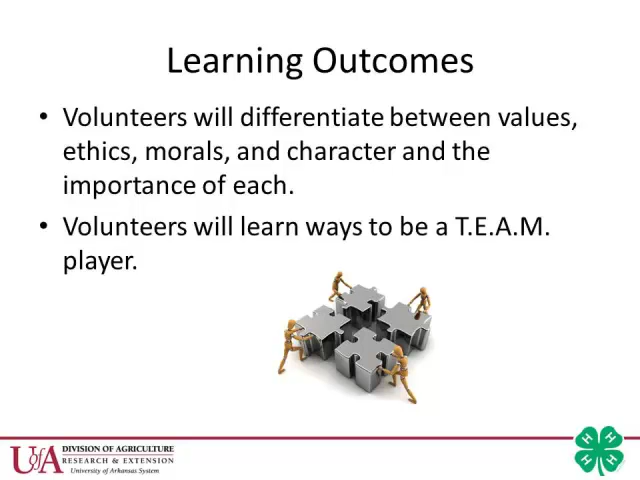 Learning Outcomes
• Volunteers will differentiate between values,
ethics, morals, and character and the
importance of each.
• Volunteers will learn ways to be a T.E.A.M.
player.
UofA DIVISION OF AGRICULTURE
RESEARCH & EXTENSION
University of Arkansas System
H H
H H